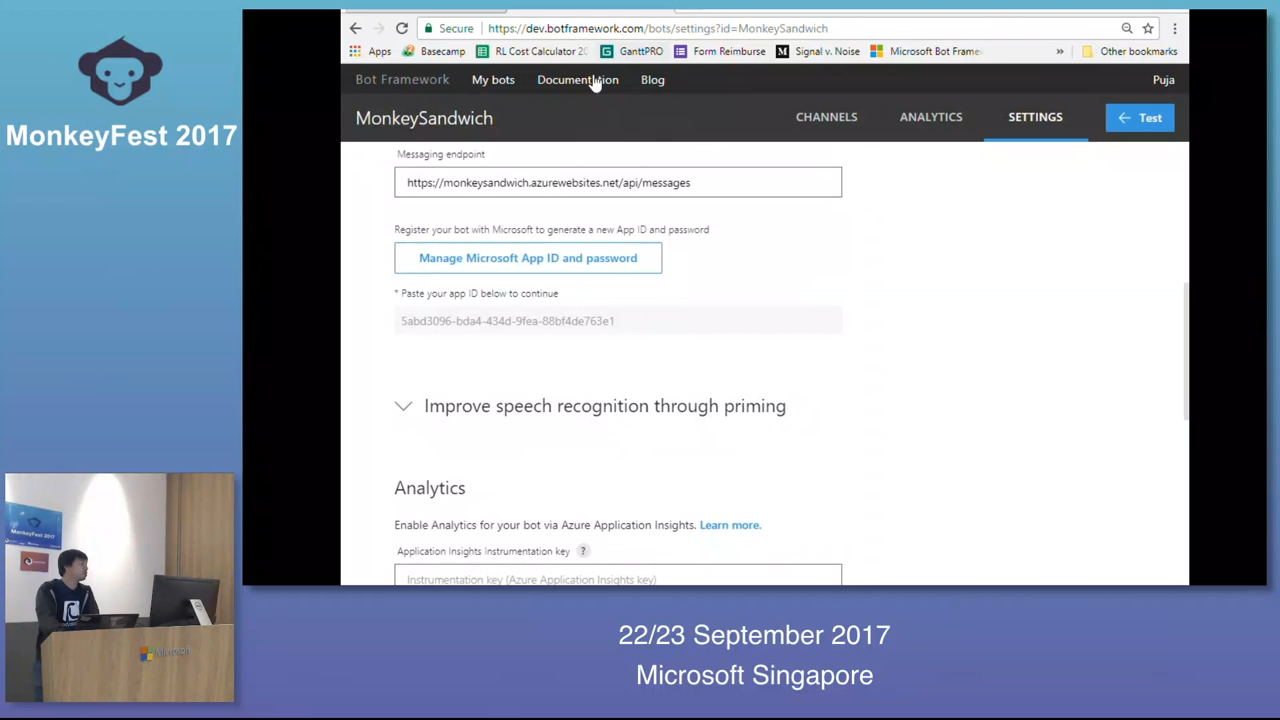 MonkeyFest 2017
Secure https://dev.botframework.com/bots/settings?id=MonkeySandwich
Apps Basecamp RL Cost Calculator 20 GanttPRO Form Reimburse Signal v. Noise Microsoft Bot Frame » Other bookmarks
Bot Framework My bots Documentation Blog Puja
MonkeySandwich CHANNELS ANALYTICS SETTINGS ← Test
Messaging endpoint
https://monkeysandwich.azurewebsites.net/api/messages
Register your bot with Microsoft to generate a new App ID and password
Manage Microsoft App ID and password
* Paste your app ID below to continue
5abd3096-bda4-434d-9fea-88bf4de763e1
Improve speech recognition through priming
Analytics
Enable Analytics for your bot via Azure Application Insights. Learn more.
Application Insights Instrumentation key ?
Instrumentation key (Azure Application Insights key)
MonkeyFest 2017
Microsoft
22/23 September 2017
Microsoft Singapore